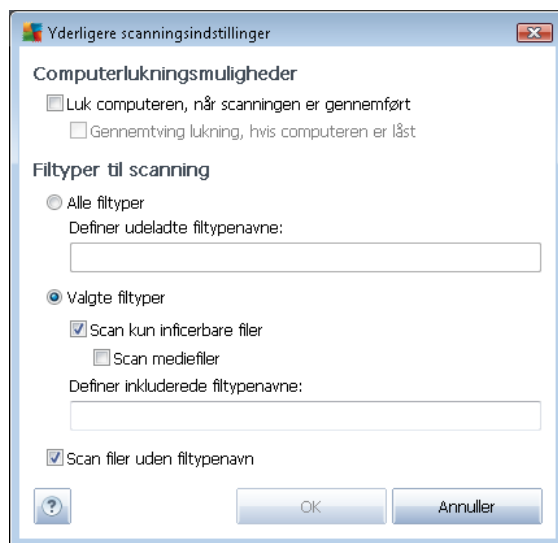 Yderligere scanningsindstillinger
Computerlukningsmuligheder
Luk computeren, når scanningen er gennemført
Gennemtving lukning, hvis computeren er låst
Filtyper til scanning
Alle filtyper
Definer udeladte filtypenavne:
Valgte filtyper
Scan kun inficerbare filer
Scan mediefiler
Definer inkluderede filtypenavne:
Scan filer uden filtypenavn
? OK Annuller